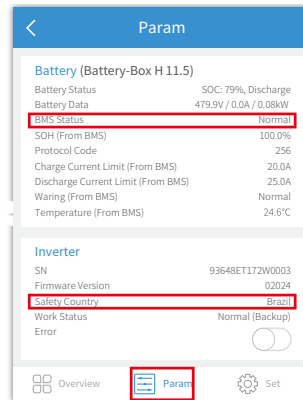 Param
Battery (Battery-Box H 11.5)
Battery Status SOC: 79%, Discharge
Battery Data 479.9V / 0.0A / 0.08kW
BMS Status Normal
SOH (From BMS) 100.0%
Protocol Code 256
Charge Current Limit (From BMS) 20.0A
Discharge Current Limit (From BMS) 25.0A
Waring (From BMS) Normal
Temperature (From BMS) 24.6°C
Inverter
SN 93648ET172W0003
Firmware Version 02024
Safety Country Brazil
Work Status Normal (Backup)
Error
Overview Param Set